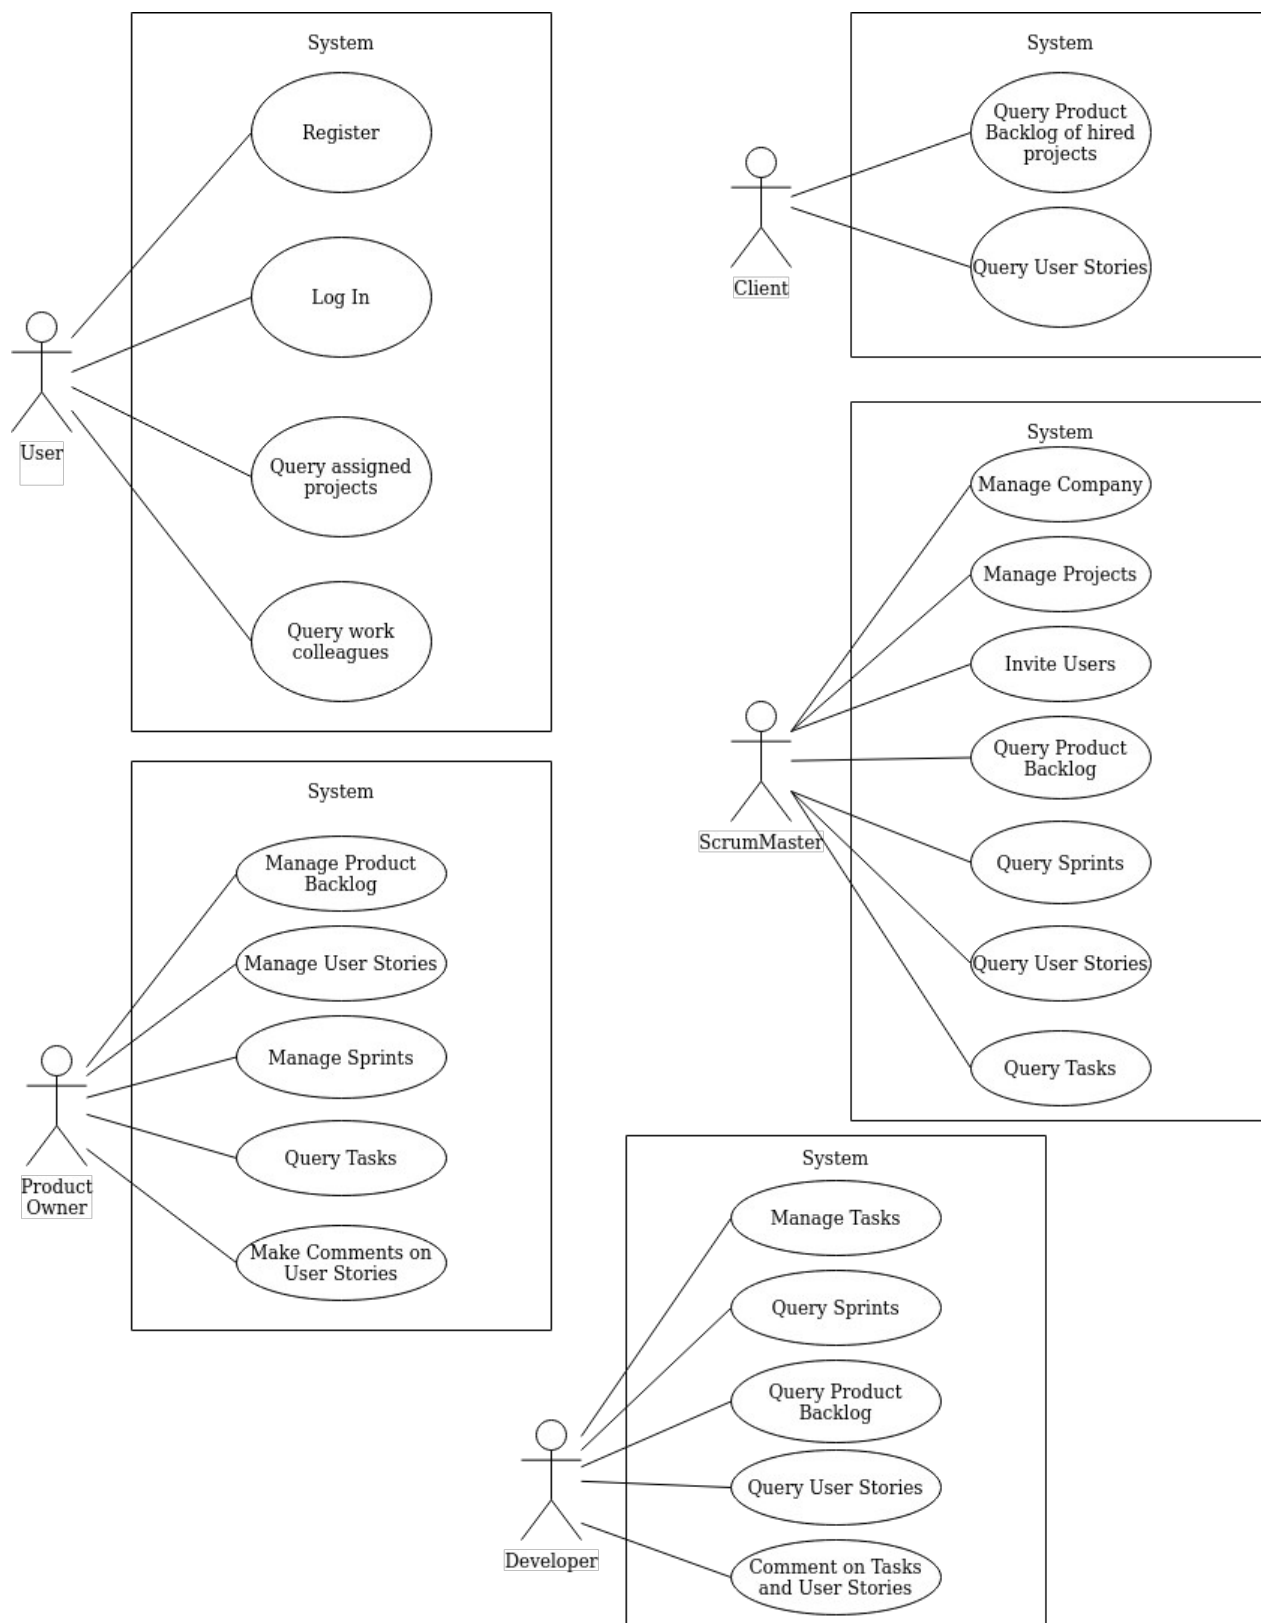 System
Register
Log In
Query assigned
projects
Query work
colleagues
User
System
Query Product
Backlog of hired
projects
Query User Stories
Client
System
Manage Company
Manage Projects
Invite Users
Query Product
Backlog
Query Sprints
Query User Stories
Query Tasks
ScrumMaster
System
Manage Product
Backlog
Manage User Stories
Manage Sprints
Query Tasks
Make Comments on
User Stories
Product
Owner
System
Manage Tasks
Query Sprints
Query Product
Backlog
Query User Stories
Comment on Tasks
and User Stories
Developer